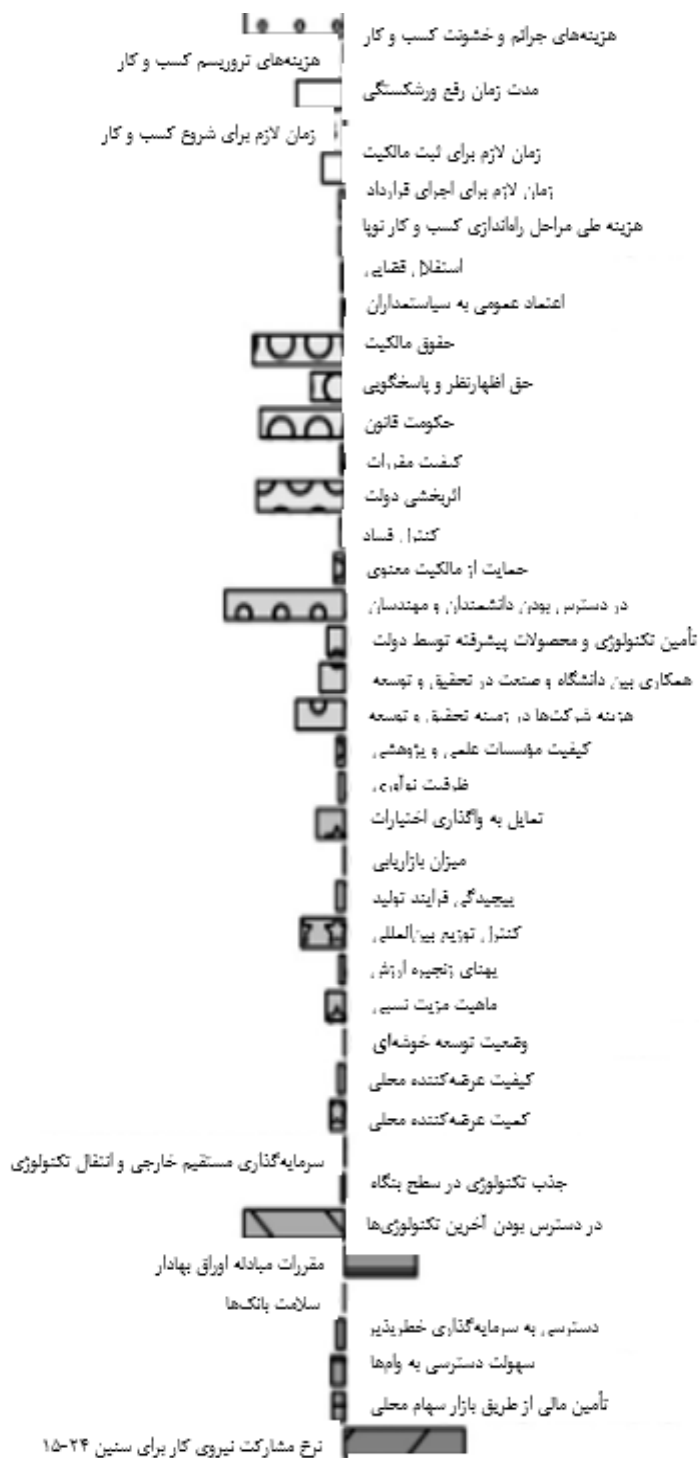 هزینه‌های جرائم و خشونت کسب و کار
هزینه‌های تروریسم کسب و کار
مدت زمان رفع ورشکستگی
زمان لازم برای شروع کسب و کار
زمان لازم برای ثبت مالکیت
زمان لازم برای اجرای قرارداد
هزینه طی مراحل راه‌اندازی کسب و کار نوپا
استقلال قضایی
اعتماد عمومی به سیاستمداران
حقوق مالکیت
حق اظهارنظر و پاسخگویی
حکومت قانون
کیفیت مقررات
اثربخشی دولت
کنترل فساد
حمایت از مالکیت معنوی
در دسترس بودن دانشمندان و مهندسان
تأمین تکنولوژی و محصولات پیشرفته توسط دولت
همکاری بین دانشگاه و صنعت در تحقیق و توسعه
هزینه شرکت‌ها در زمینه تحقیق و توسعه
کیفیت مؤسسات علمی و پژوهشی
ظرفیت نوآوری
تمایل به واگذاری اختیارات
میزان بازاریابی
پیچیدگی فرایند تولید
کنترل توزیع بین‌المللی
پهنای زنجیره ارزش
ماهیت مزیت نسبی
وضعیت توسعه خوشه‌ای
کیفیت عرضه‌کننده محلی
کمیت عرضه‌کننده محلی
سرمایه‌گذاری مستقیم خارجی و انتقال تکنولوژی
جذب تکنولوژی در سطح بنگاه
در دسترس بودن آخرین تکنولوژی‌ها
مقررات مبادله اوراق بهادار
سلامت بانک‌ها
دسترسی به سرمایه‌گذاری خطرپذیر
سهولت دسترسی به وام‌ها
تأمین مالی از طریق بازار سهام محلی
نرخ مشارکت نیروی کار برای سنین ۲۴-۱۵